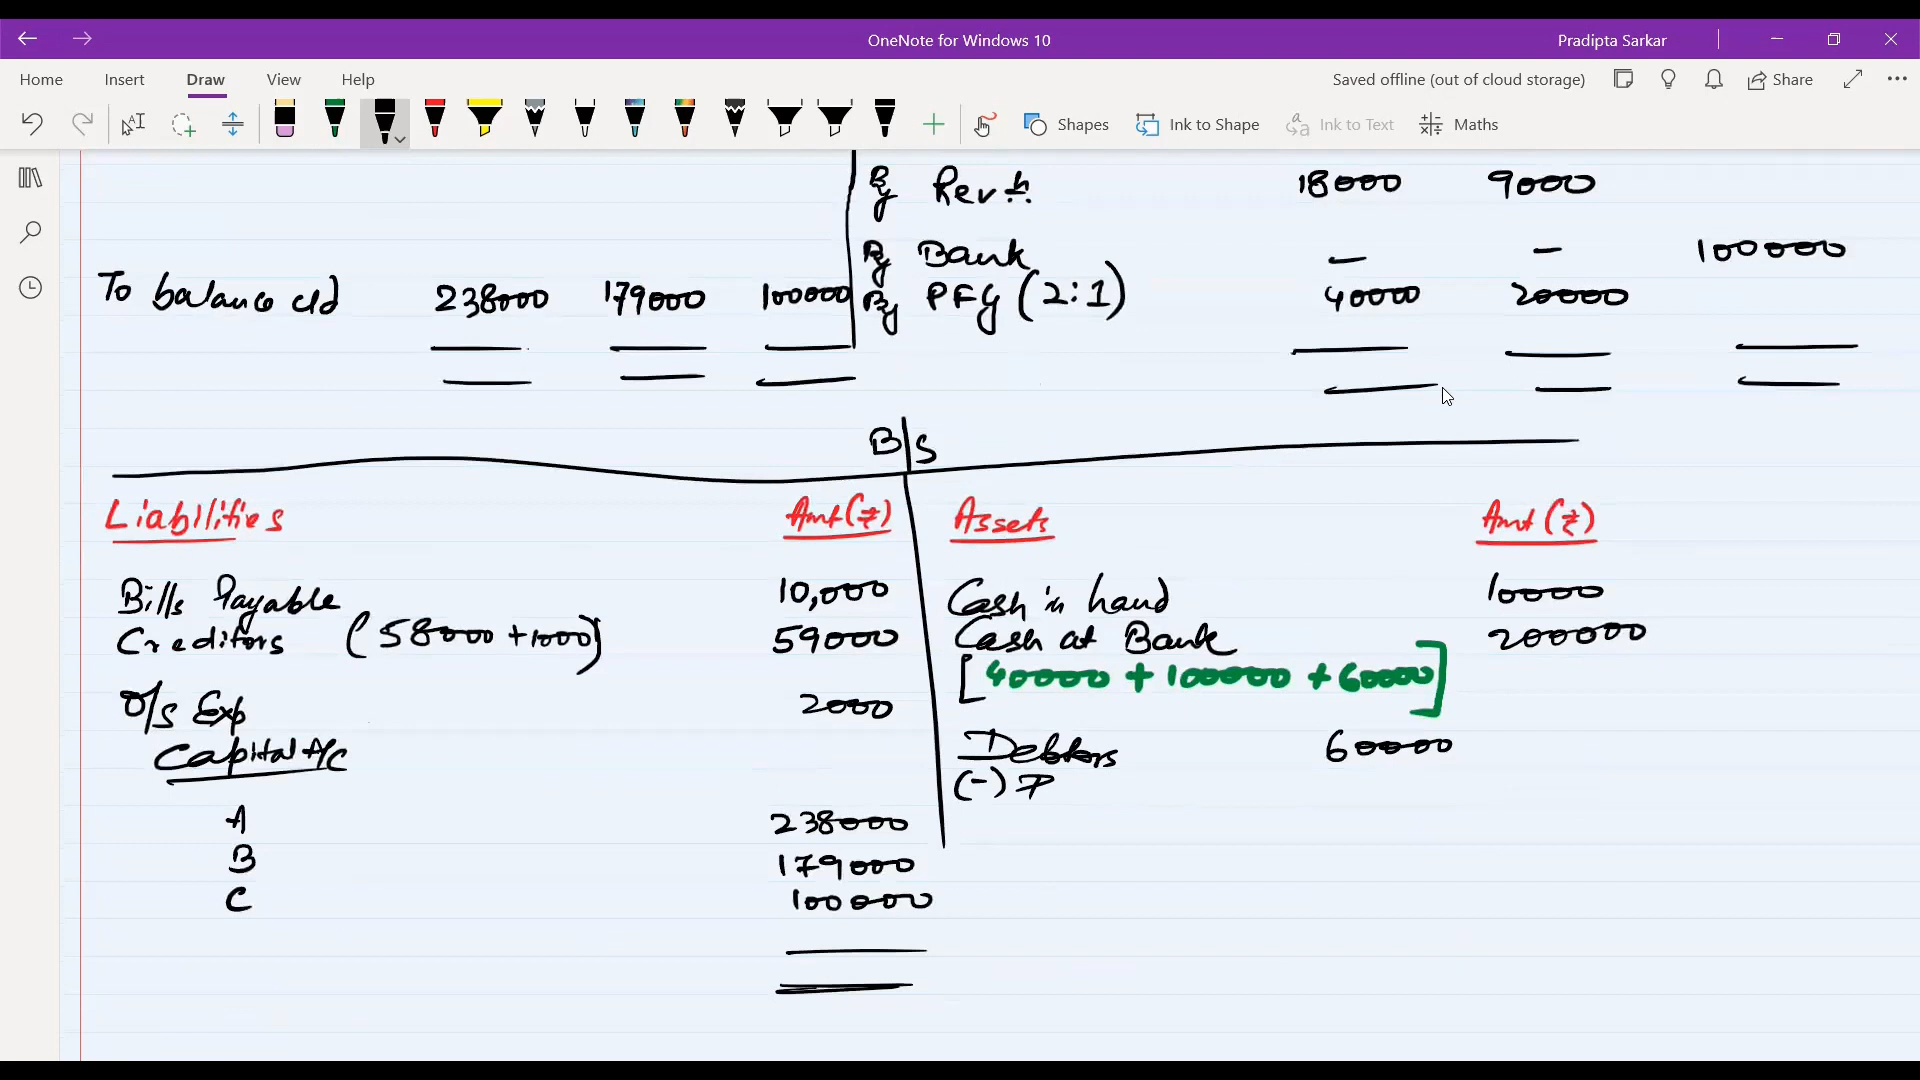 OneNote for Windows 10
Pradipta Sarkar
Home Insert Draw View Help
Saved offline (out of cloud storage)
Share
Shapes Ink to Shape Ink to Text Maths
By Rev 18000 9000
By Bank — — 100000
To balance c/d 238000 179000 100000 By PFG (2:1) 40000 20000
B/S
Liabilities Amt(₹) Assets Amt (₹)
Bills Payable 10,000 Cash in hand 10000
Creditors (58000 + 1000) 59000 Cash at Bank 200000
[40000 + 100000 + 60000]
O/S Exp 2000
Capital A/c Debtors 60000
(-) P
A 238000
B 179000
C 100000